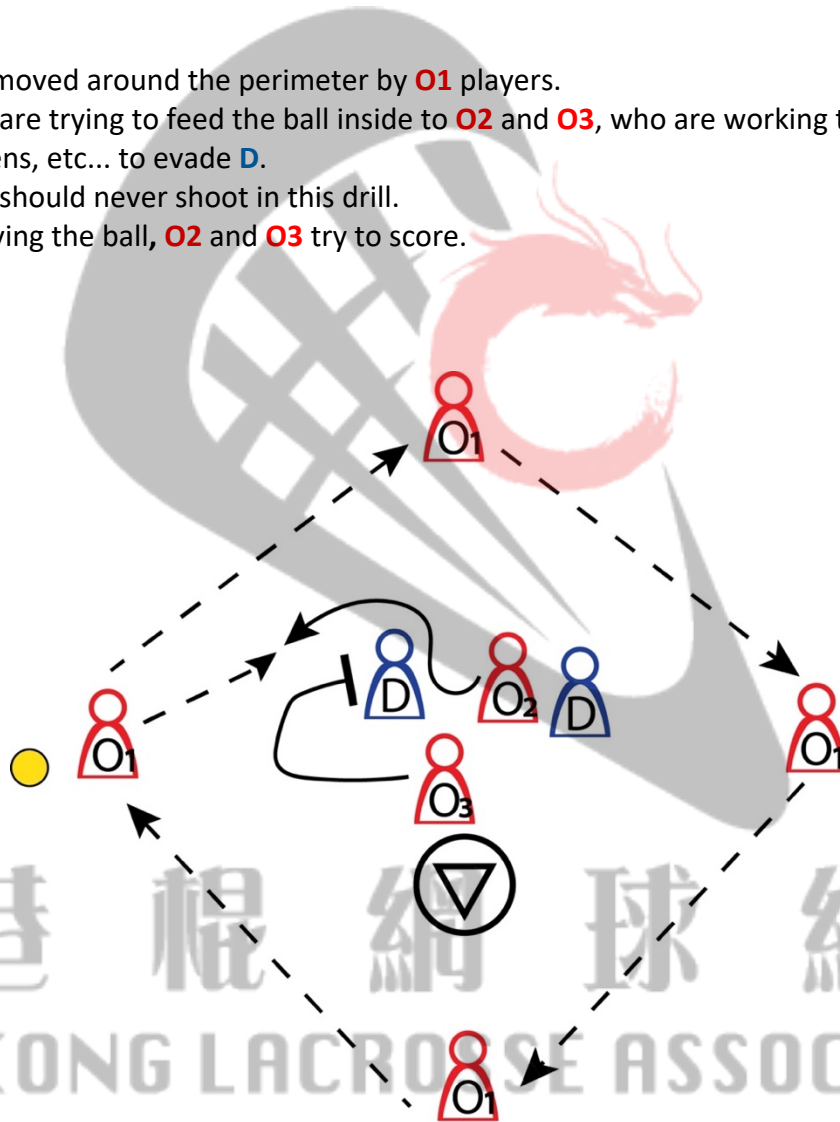 moved around the perimeter by O1 players.
are trying to feed the ball inside to O2 and O3, who are working t
ens, etc... to evade D.
should never shoot in this drill.
ving the ball, O2 and O3 try to score.
O1
D O2 D
O1 O1
O3
港 棍 網 球 總
KONG LACROSSE ASSOC
O1